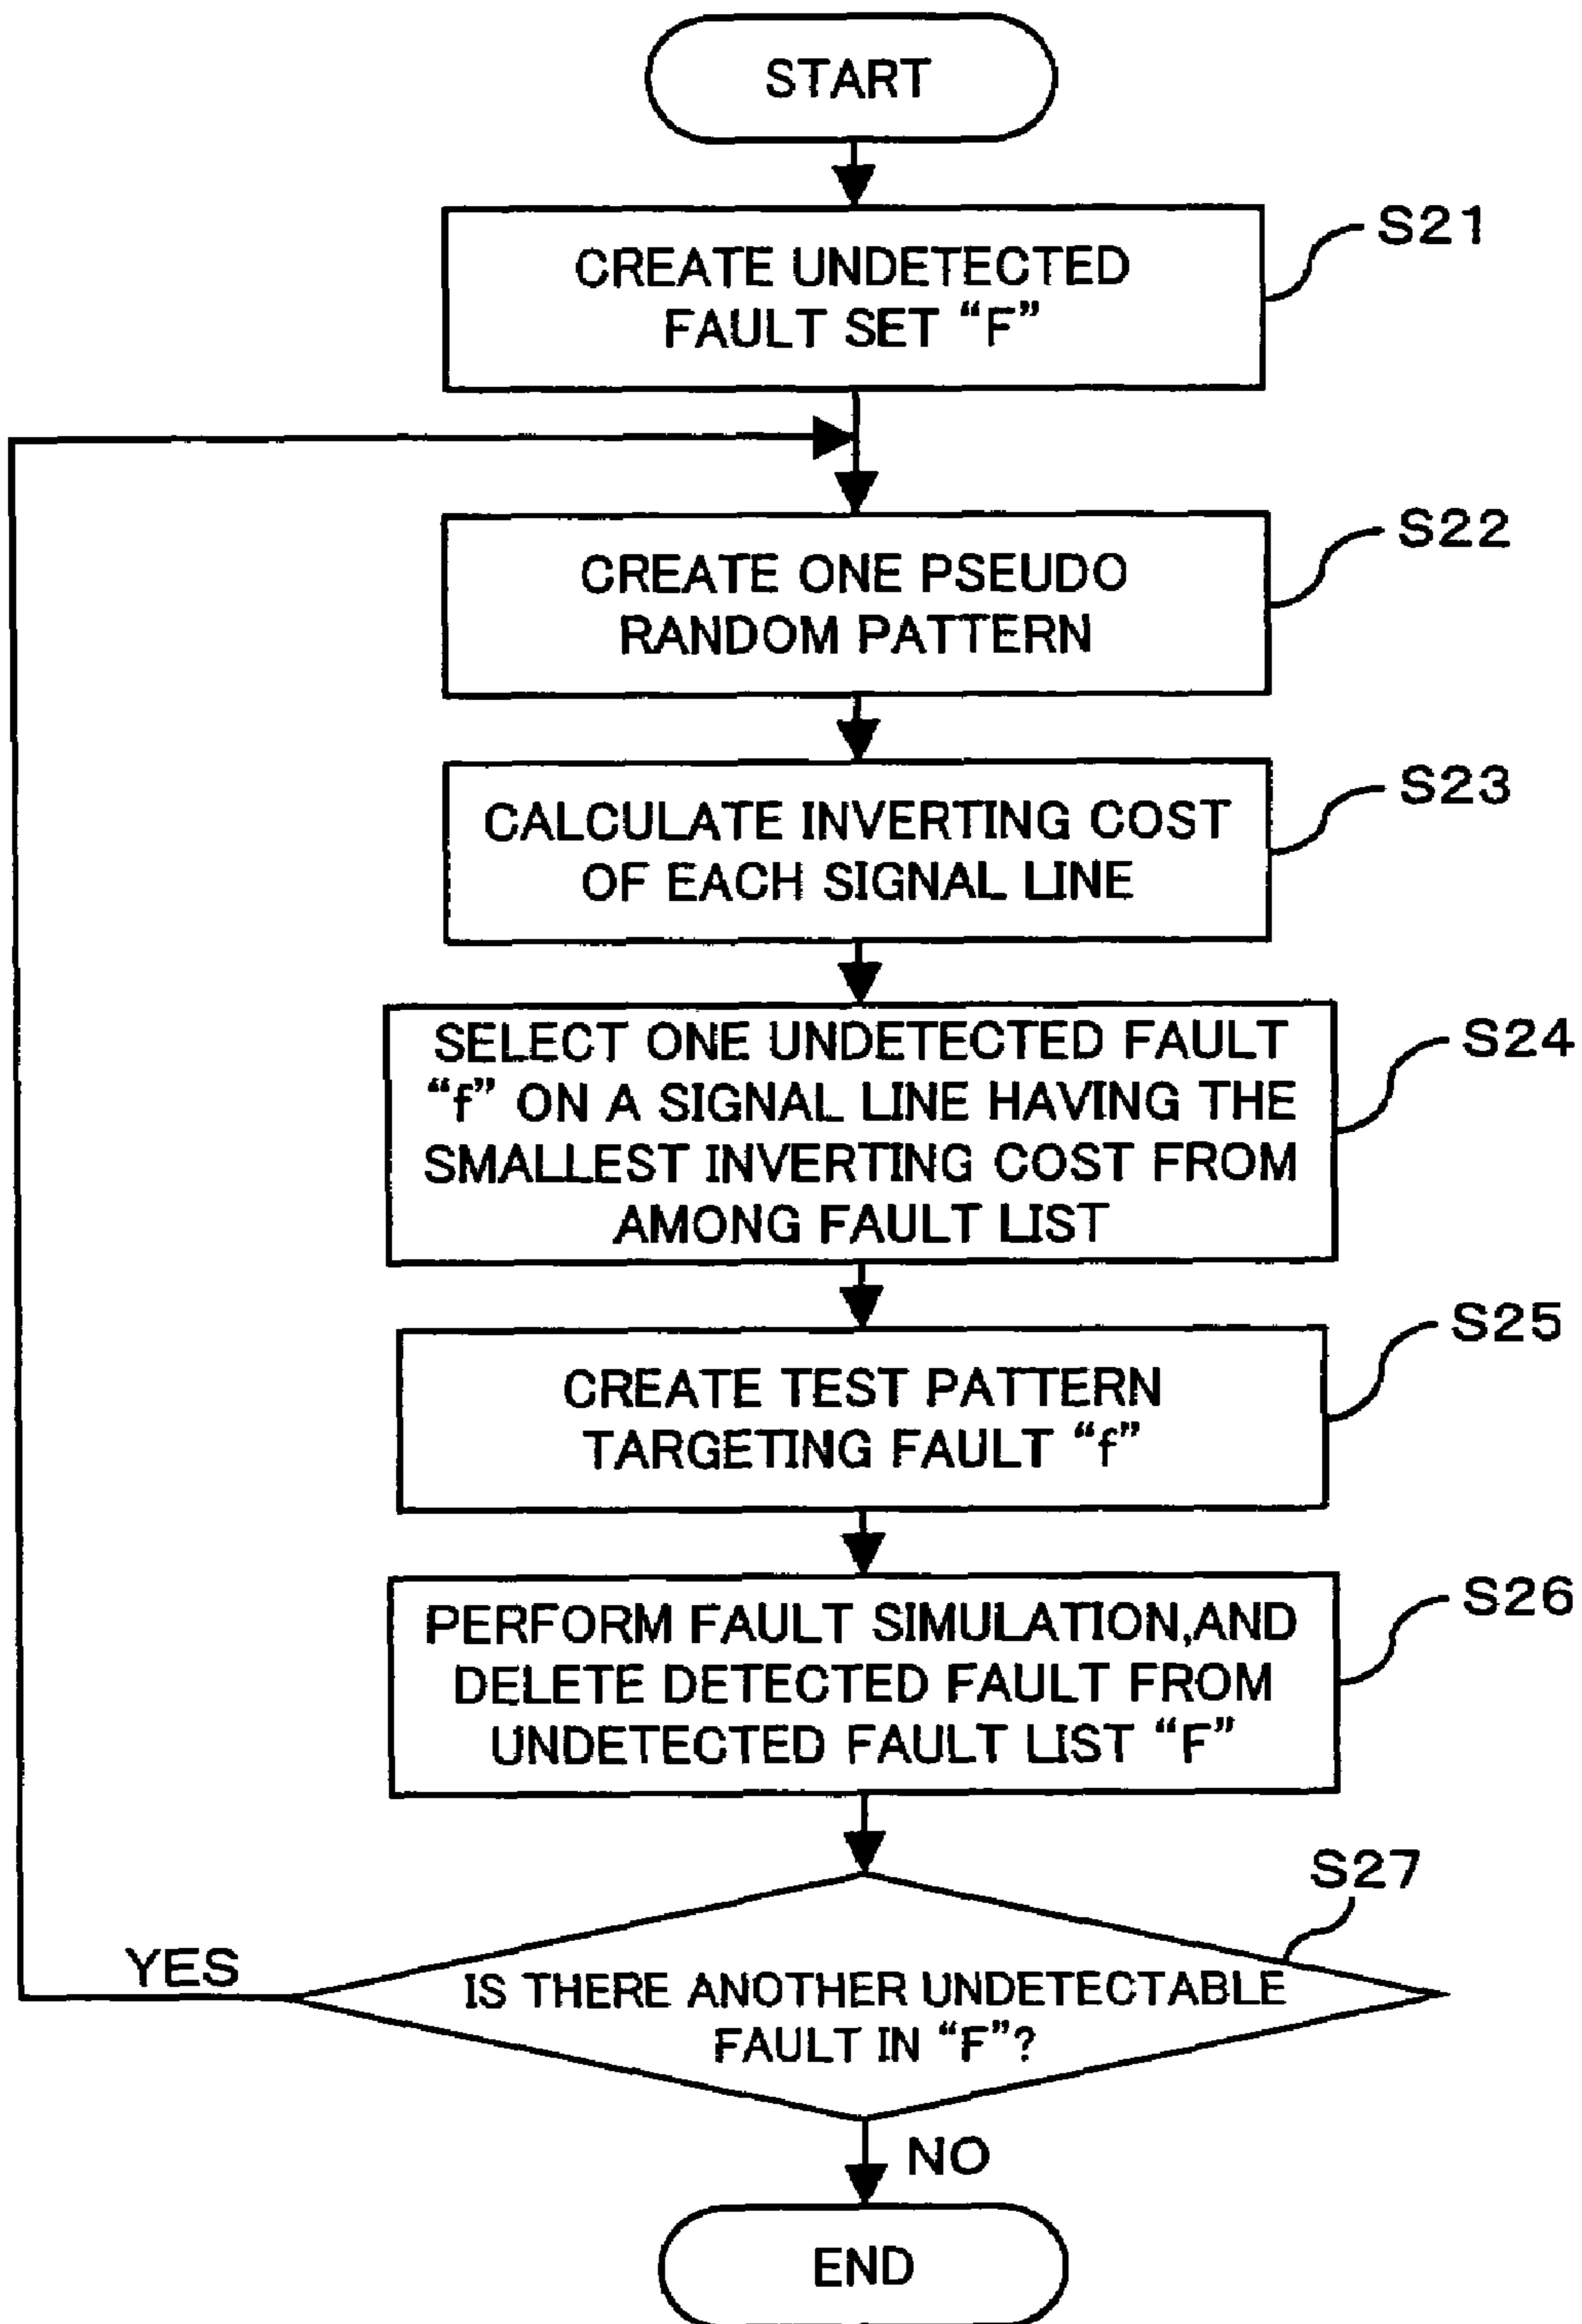 START
CREATE UNDETECTED
FAULT SET “F”
S21
CREATE ONE PSEUDO
RANDOM PATTERN
S22
CALCULATE INVERTING COST
OF EACH SIGNAL LINE
S23
SELECT ONE UNDETECTED FAULT
“f” ON A SIGNAL LINE HAVING THE
SMALLEST INVERTING COST FROM
AMONG FAULT LIST
S24
CREATE TEST PATTERN
TARGETING FAULT “f”
S25
PERFORM FAULT SIMULATION,AND
DELETE DETECTED FAULT FROM
UNDETECTED FAULT LIST “F”
S26
S27
YES
IS THERE ANOTHER UNDETECTABLE
FAULT IN “F”?
NO
END